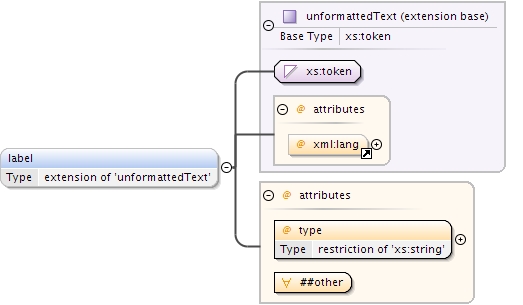 unformattedText (extension base)
Base Type xs:token
xs:token
@ attributes
@ xml:lang
label
Type extension of 'unformattedText'
@ attributes
@ type
Type restriction of 'xs:string'
∀ ##other